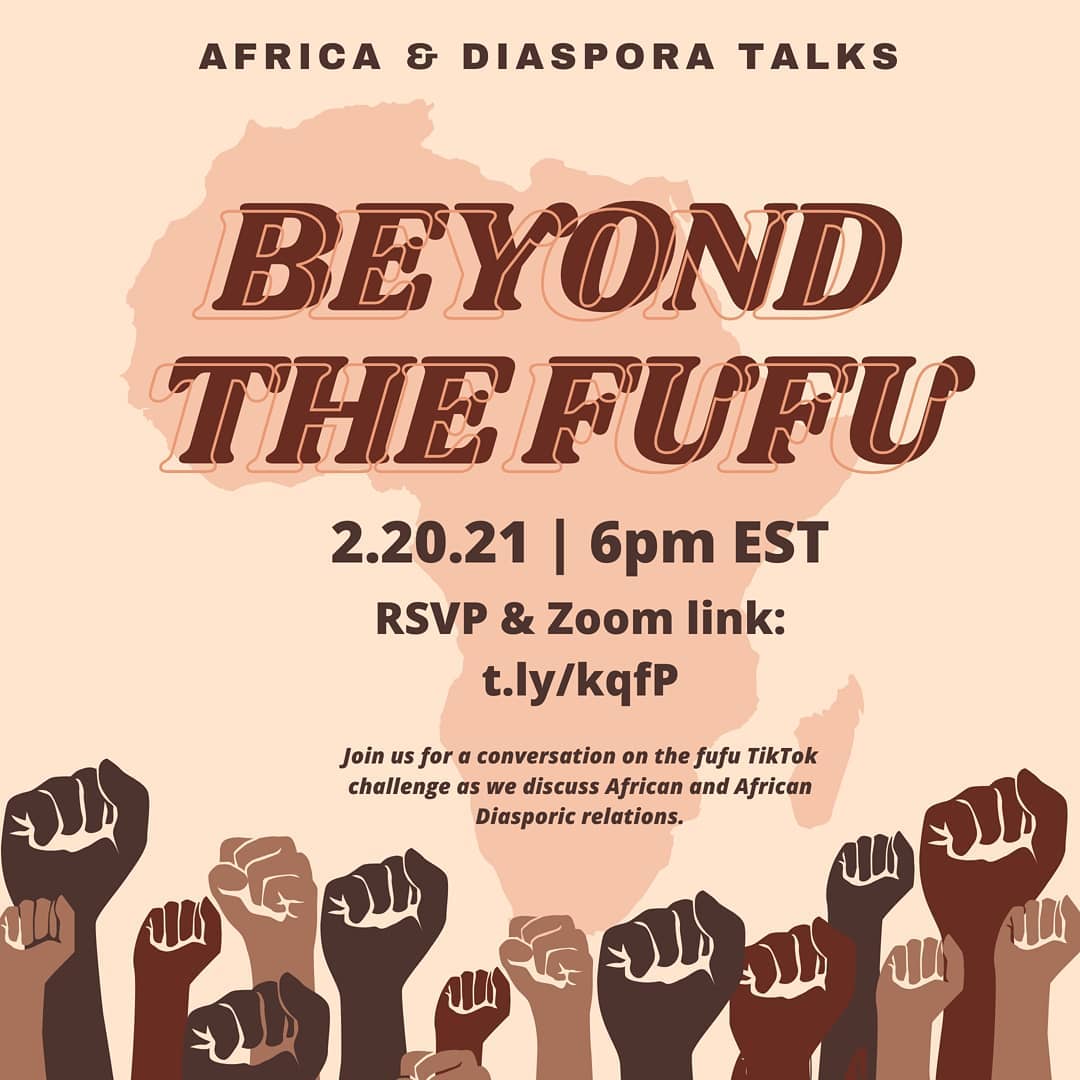 AFRICA & DIASPORA TALKS
BEYOND
THE FUFU
2.20.21 | 6pm EST
RSVP & Zoom link:
t.ly/kqfP
Join us for a conversation on the fufu TikTok
challenge as we discuss African and African
Diasporic relations.